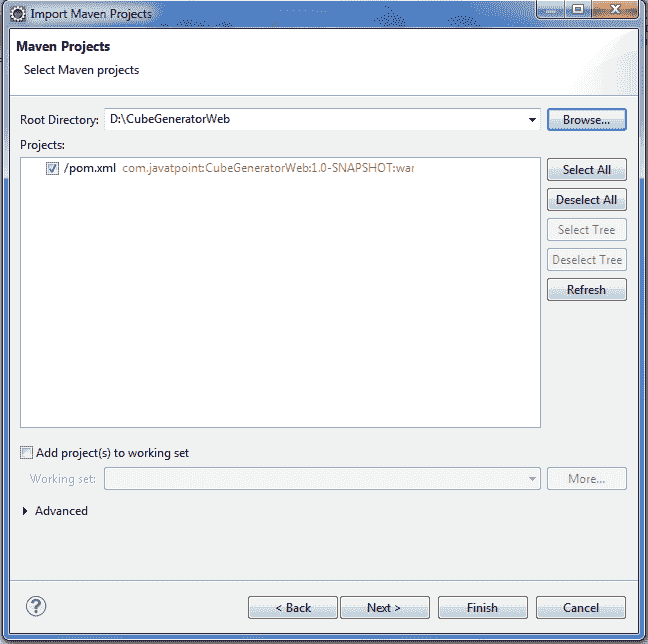 Import Maven Projects
Maven Projects
Select Maven projects
Root Directory: D:\CubeGeneratorWeb Browse...
Projects:
/pom.xml com.javatpoint:CubeGeneratorWeb:1.0-SNAPSHOT:war
Select All
Deselect All
Select Tree
Deselect Tree
Refresh
Add project(s) to working set
Working set: More...
Advanced
? < Back Next > Finish Cancel